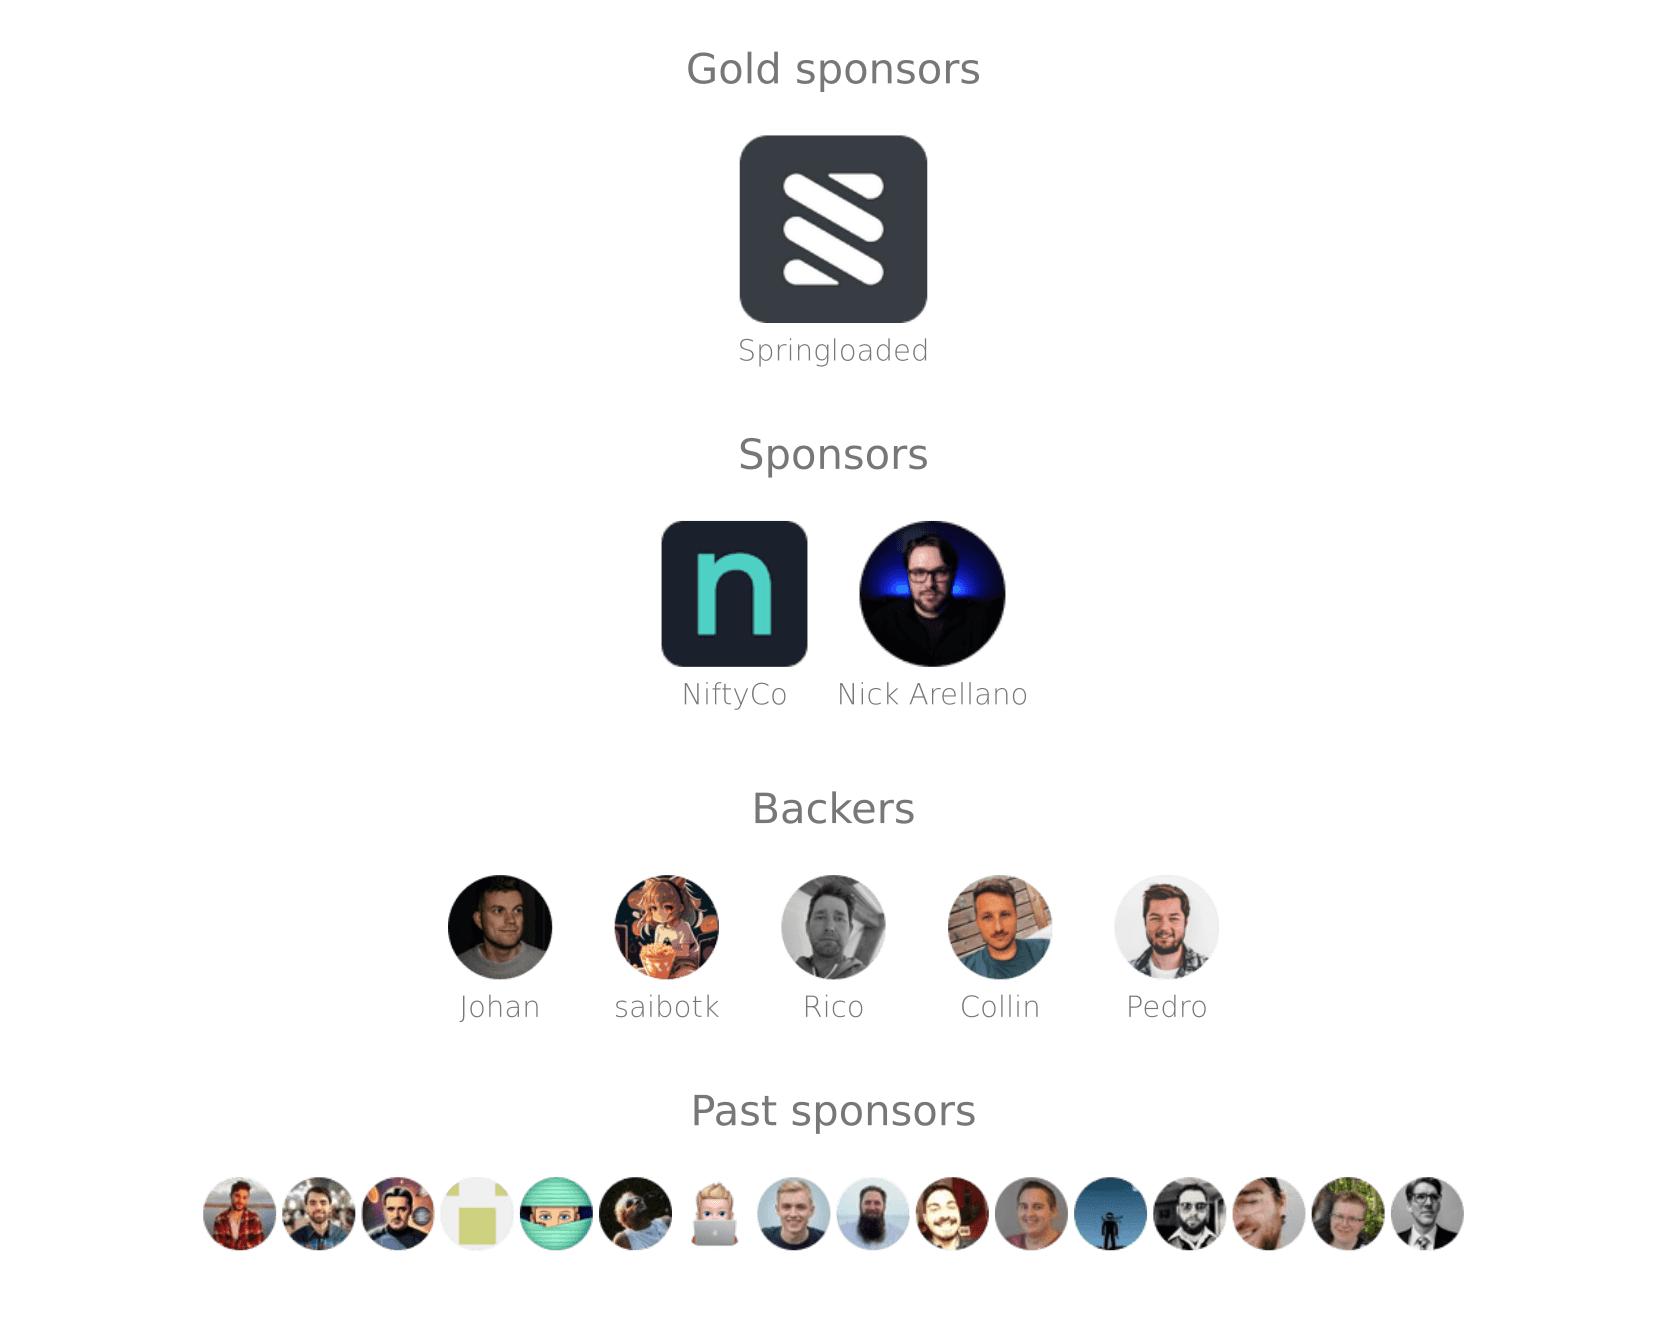 Gold sponsors
Springloaded
Sponsors
n
NiftyCo
Nick Arellano
Backers
Johan
saibotk
Rico
Collin
Pedro
Past sponsors